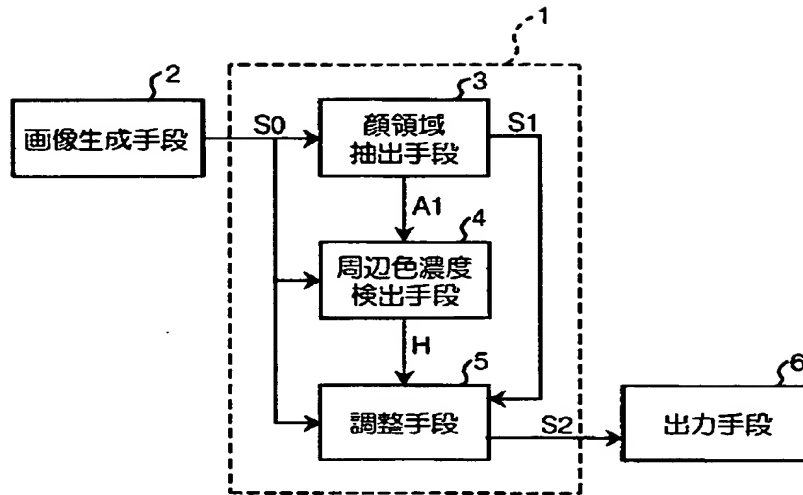 1
2
画像生成手段
S0
3
顔領域
抽出手段
S1
A1
4
周辺色濃度
検出手段
H
5
調整手段
S2
6
出力手段